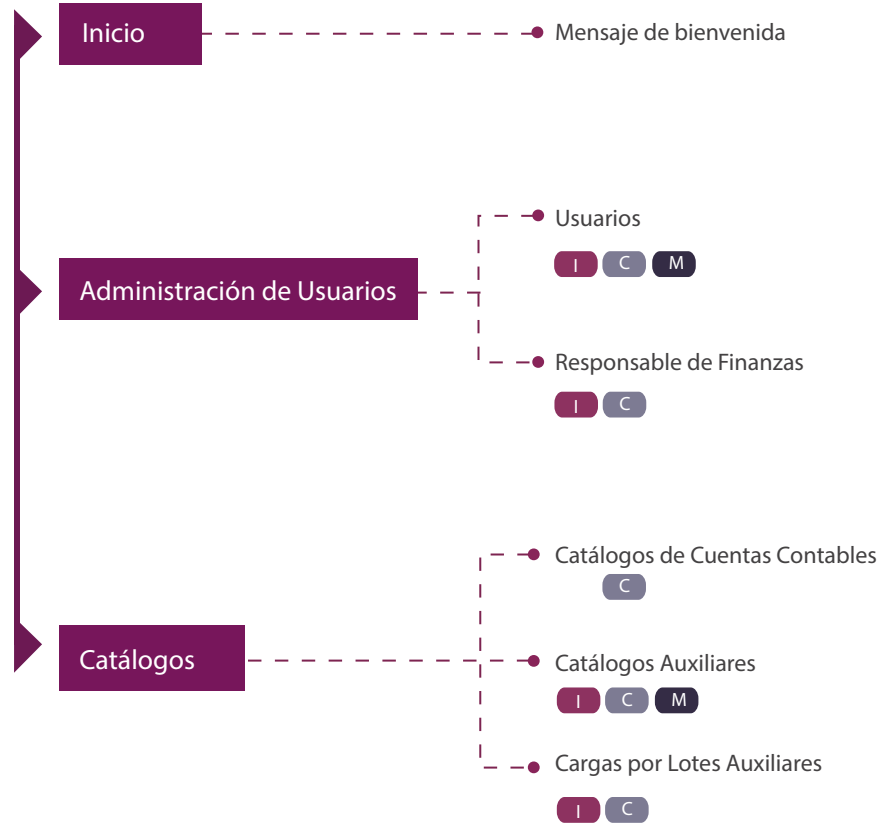 Inicio
Mensaje de bienvenida
Administración de Usuarios
Usuarios
I C M
Responsable de Finanzas
I C
Catálogos
Catálogos de Cuentas Contables
C
Catálogos Auxiliares
I C M
Cargas por Lotes Auxiliares
I C